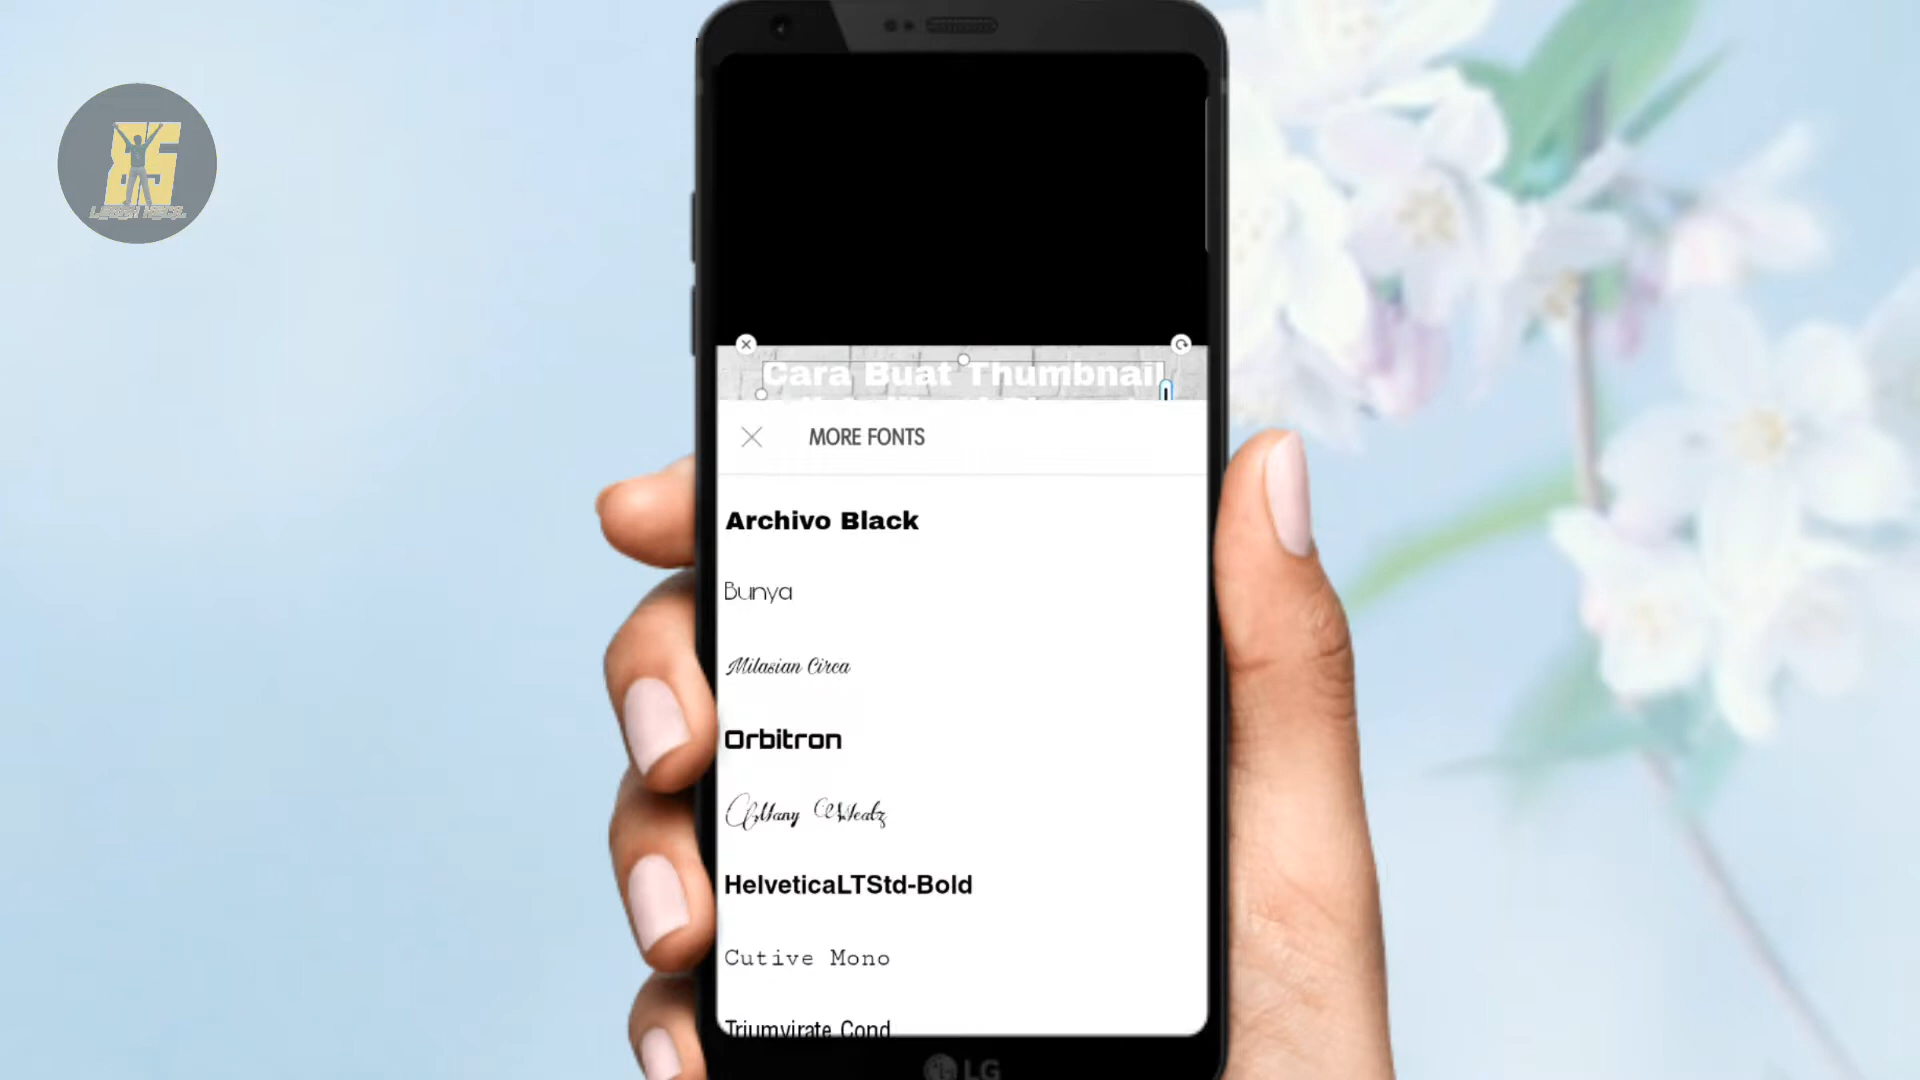 Cara Buat Thumbnail
MORE FONTS
Archivo Black
Bunya
Milasian Circa
Orbitron
Many Weatz
HelveticaLTStd-Bold
Cutive Mono
Triumvirate Cond
LG